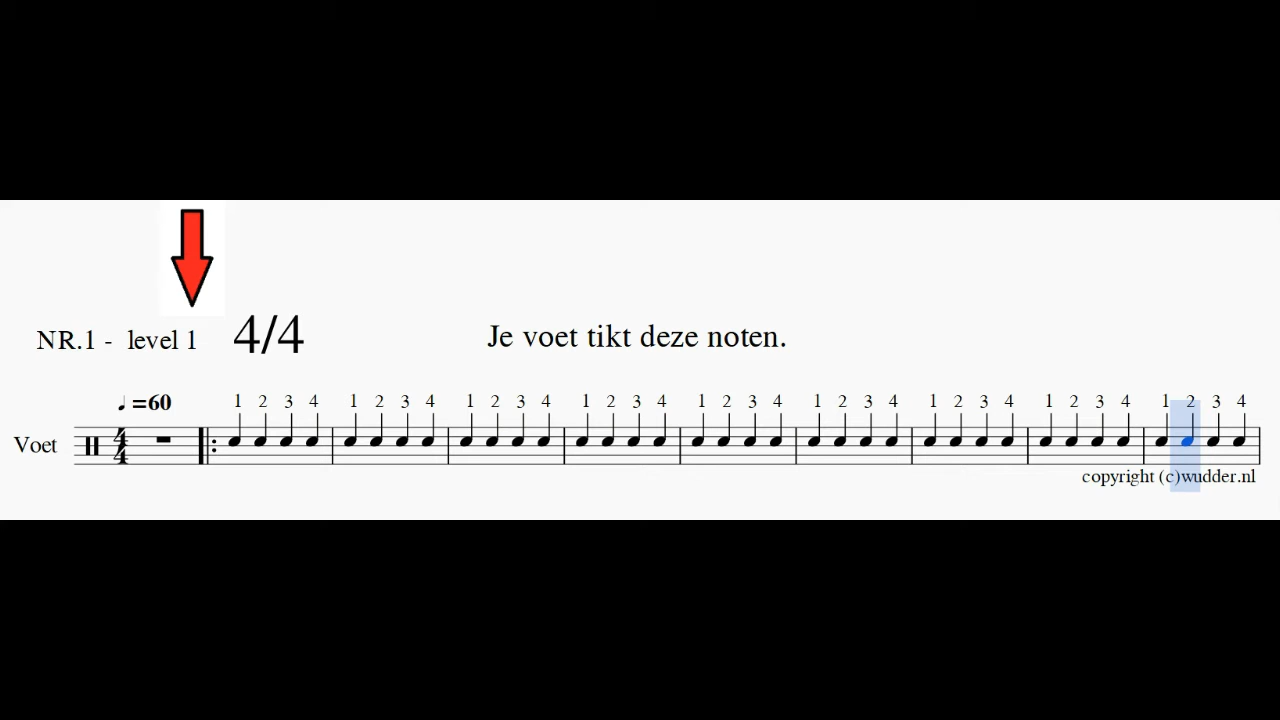 NR.1 - level 1 4/4 Je voet tikt deze noten.
♩=60 1 2 3 4 1 2 3 4 1 2 3 4 1 2 3 4 1 2 3 4 1 2 3 4 1 2 3 4 1 2 3 4 1 2 3 4
Voet 4/4
copyright (c)wudder.nl